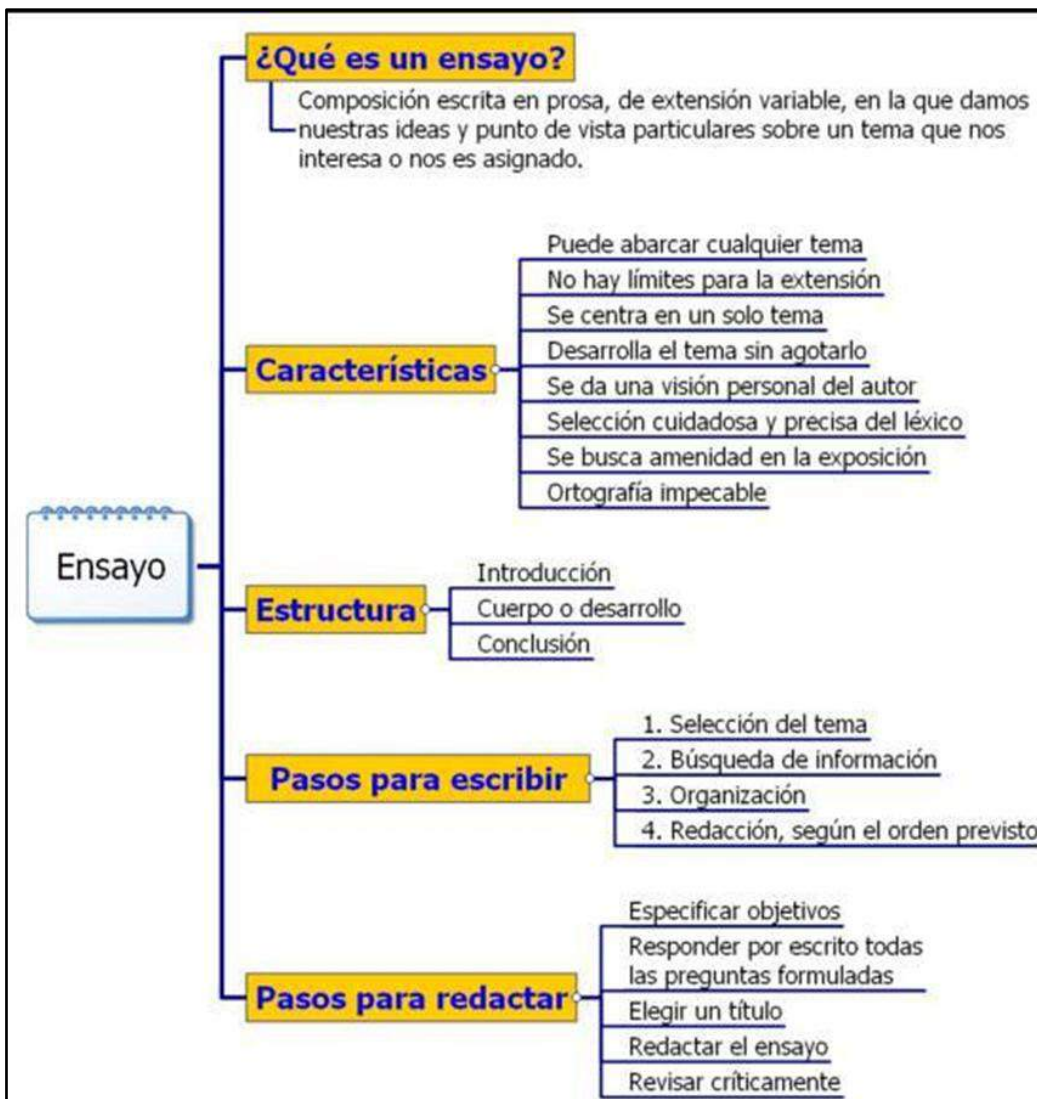 ¿Qué es un ensayo?
Composición escrita en prosa, de extensión variable, en la que damos
nuestras ideas y punto de vista particulares sobre un tema que nos
interesa o nos es asignado.
Puede abarcar cualquier tema
No hay límites para la extensión
Se centra en un solo tema
Desarrolla el tema sin agotarlo
Características
Se da una visión personal del autor
Selección cuidadosa y precisa del léxico
Se busca amenidad en la exposición
Ortografía impecable
Ensayo
Introducción
Estructura
Cuerpo o desarrollo
Conclusión
1. Selección del tema
Pasos para escribir
2. Búsqueda de información
3. Organización
4. Redacción, según el orden previsto
Especificar objetivos
Responder por escrito todas
las preguntas formuladas
Pasos para redactar
Elegir un título
Redactar el ensayo
Revisar críticamente